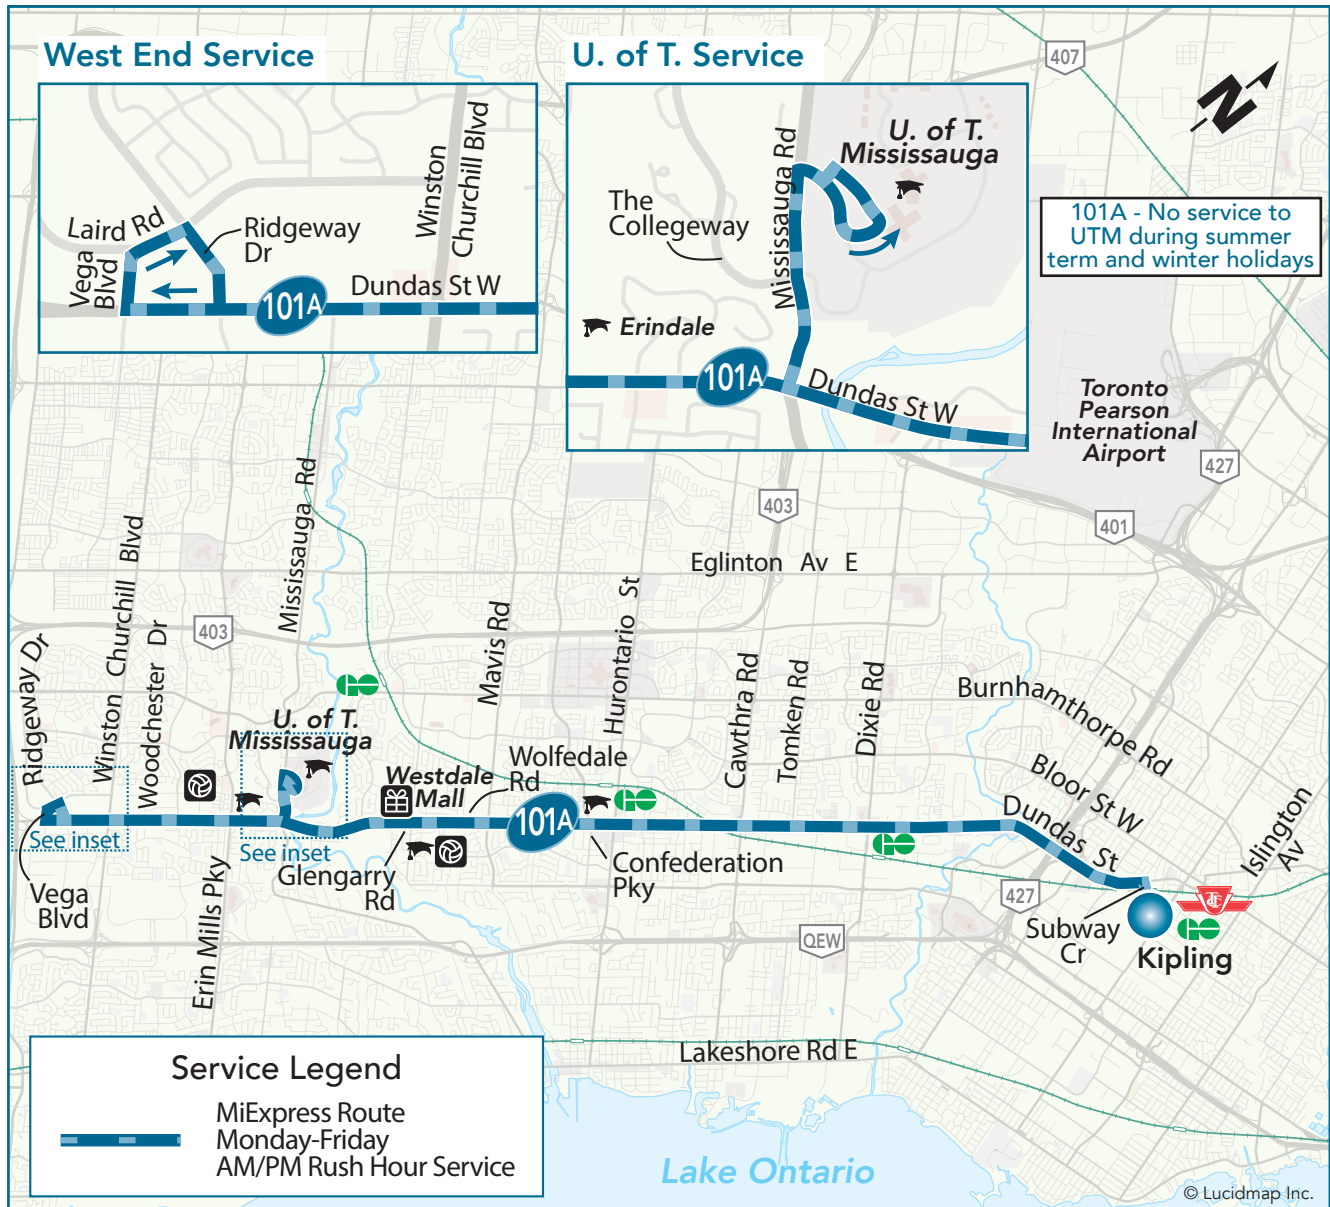 West End Service
U. of T. Service
407
N
Laird Rd
Ridgeway
Dr
Vega
Blvd
Winston
Churchill Blvd
Dundas St W
101A
Mississauga Rd
U. of T.
Mississauga
The
Collegeway
Erindale
101A
Dundas St W
101A - No service to
UTM during summer
term and winter holidays
Toronto
Pearson
International
Airport
427
401
403
Eglinton Av E
Mississauga Rd
403
Ridgeway Dr
Winston Churchill Blvd
Woodchester Dr
Mavis Rd
Hurontario St
Cawthra Rd
Tomken Rd
Dixie Rd
Burnhamthorpe Rd
Bloor St W
Dundas St
Islington
Av
GO
U. of T.
Mississauga
Westdale
Mall
Wolfedale
Rd
101A
GO
GO
See inset
See inset
Glengarry
Rd
Confederation
Pky
Vega
Blvd
Erin Mills Pky
427
Subway
Cr
TTC
GO
Kipling
QEW
Lakeshore Rd E
Service Legend
MiExpress Route
Monday-Friday
AM/PM Rush Hour Service
Lake Ontario
© Lucidmap Inc.